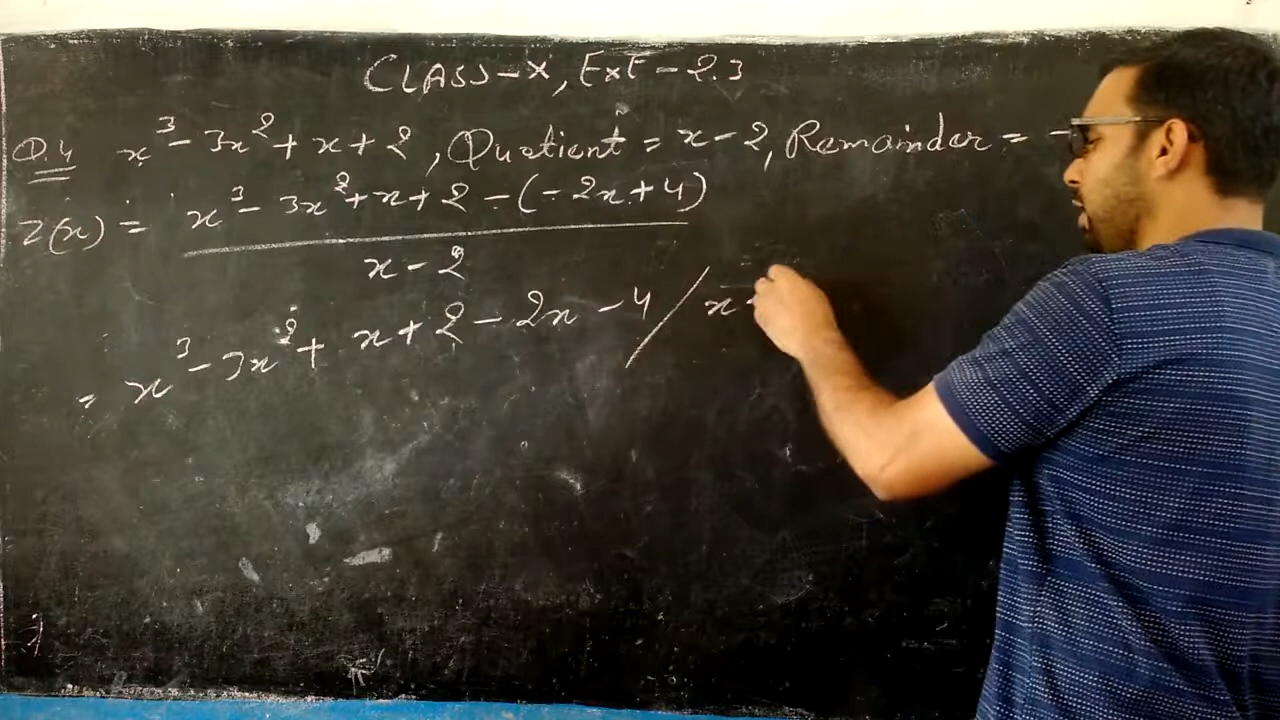 CLASS-X, ExE-2.3
Q.4 x³-3x²+x+2, Quotient = x-2, Remainder = -
z(x) = x³-3x²+x+2-(-2x+4)
x-2
= x³-3x²+x+2-2x-4/x-